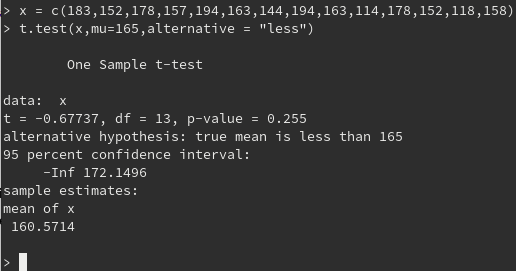 > x = c(183,152,178,157,194,163,144,194,163,114,178,152,118,158)
> t.test(x,mu=165,alternative = "less")
One Sample t-test
data:  x
t = -0.67737, df = 13, p-value = 0.255
alternative hypothesis: true mean is less than 165
95 percent confidence interval:
-Inf 172.1496
sample estimates:
mean of x
160.5714
>